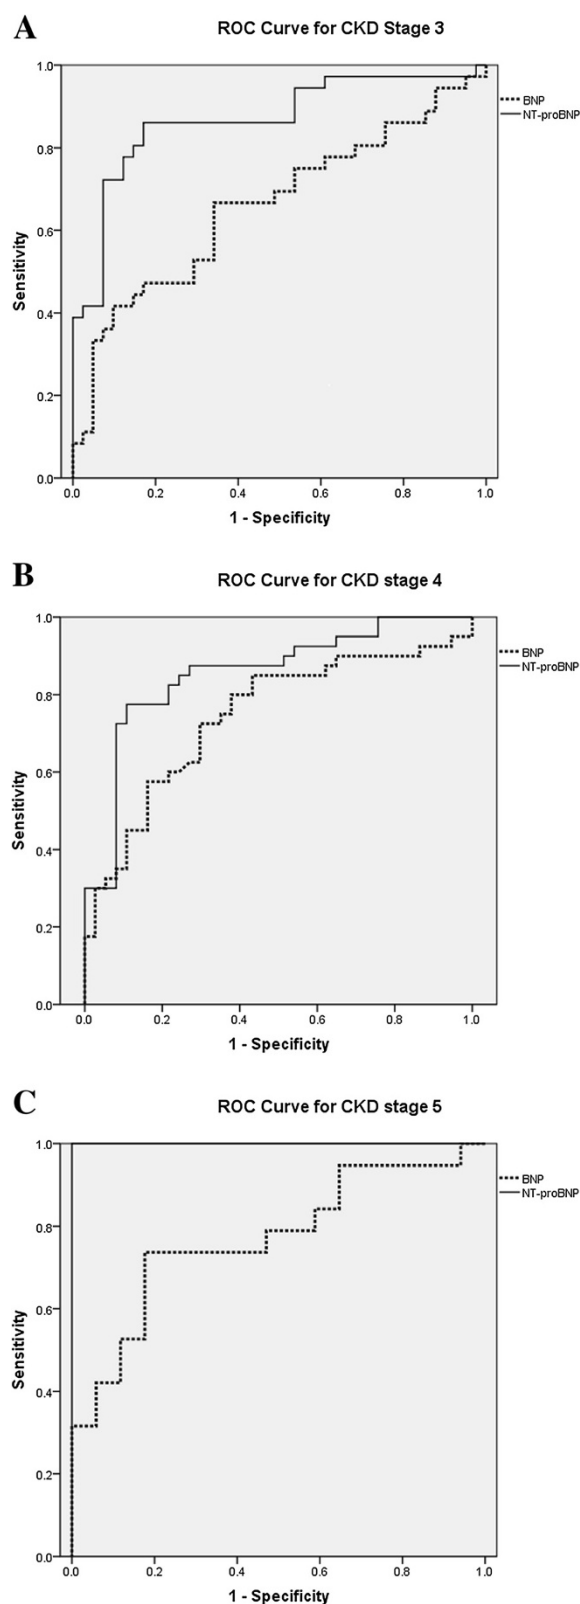 A
ROC Curve for CKD Stage 3
1.0
0.8
0.6
0.4
0.2
0.0
Sensitivity
0.0 0.2 0.4 0.6 0.8 1.0
1 - Specificity
BNP
NT-proBNP
B
ROC Curve for CKD stage 4
1.0
0.8
0.6
0.4
0.2
0.0
Sensitivity
0.0 0.2 0.4 0.6 0.8 1.0
1 - Specificity
BNP
NT-proBNP
C
ROC Curve for CKD stage 5
1.0
0.8
0.6
0.4
0.2
0.0
Sensitivity
0.0 0.2 0.4 0.6 0.8 1.0
1 - Specificity
BNP
NT-proBNP